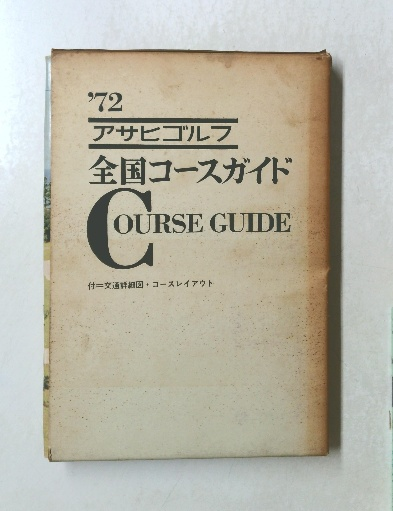 '72
アサヒゴルフ
全国コースガイド
COURSE GUIDE
付=交通詳細図・コースレイアウト